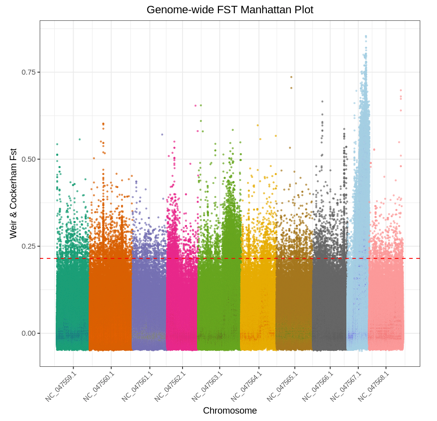 Genome-wide FST Manhattan Plot
Weir & Cockerham Fst
0.75
0.50
0.25
0.00
NC_047559.1
NC_047560.1
NC_047561.1
NC_047562.1
NC_047563.1
NC_047564.1
NC_047565.1
NC_047566.1
NC_047567.1
NC_047568.1
Chromosome